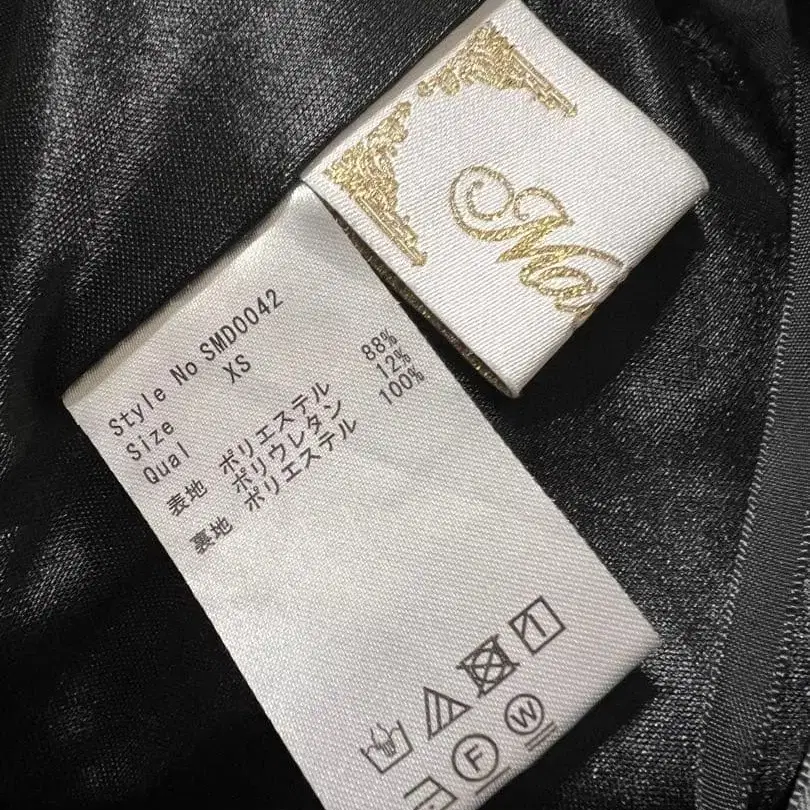 Style No SMD0042
Size XS
Qual
表地 ポリエステル 88%
ポリウレタン 12%
裏地 ポリエステル 100%
F
W